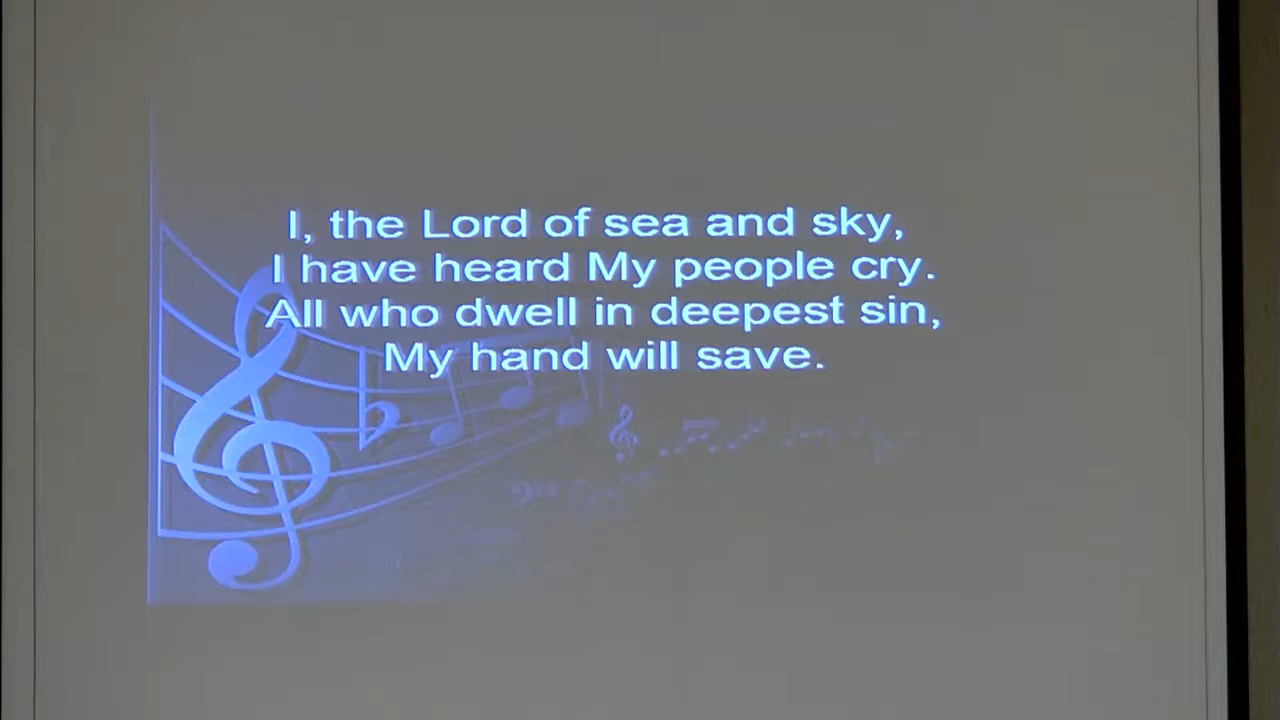 I, the Lord of sea and sky,
I have heard My people cry.
All who dwell in deepest sin,
My hand will save.